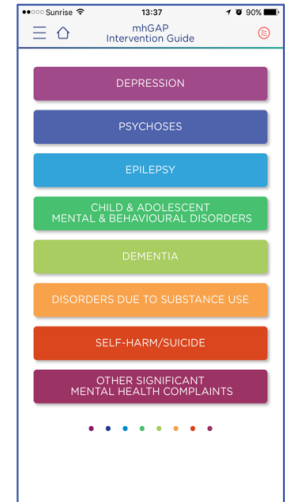 Sunrise 13:37 90%
mhGAP
Intervention Guide
DEPRESSION
PSYCHOSES
EPILEPSY
CHILD & ADOLESCENT
MENTAL & BEHAVIOURAL DISORDERS
DEMENTIA
DISORDERS DUE TO SUBSTANCE USE
SELF-HARM/SUICIDE
OTHER SIGNIFICANT
MENTAL HEALTH COMPLAINTS